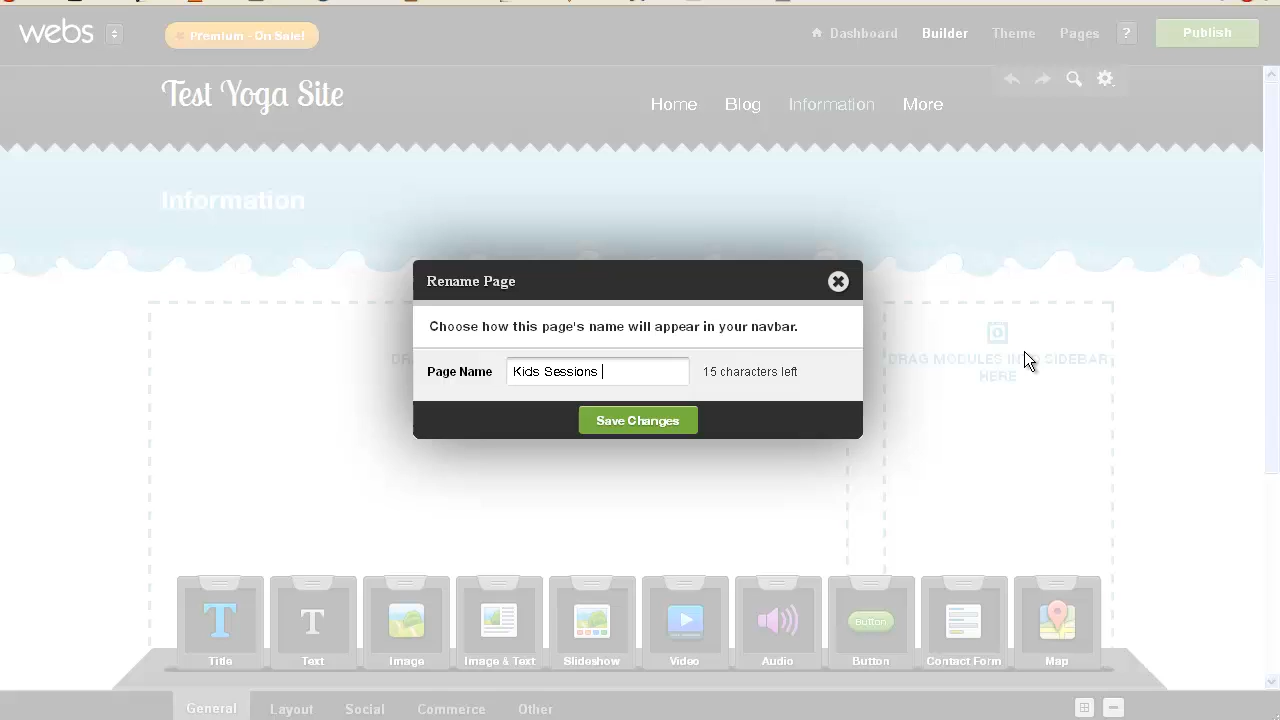 webs
Premium - On Sale!
Dashboard
Builder
Theme
Pages
?
Publish
Test Yoga Site
Home
Blog
Information
More
Information
Rename Page
Choose how this page's name will appear in your navbar.
Page Name
Kids Sessions
15 characters left
Save Changes
DRAG MODULES INTO SIDEBAR
HERE
Title
Text
Image
Image & Text
Slideshow
Video
Audio
Button
Button
Contact Form
Map
General
Layout
Social
Commerce
Other